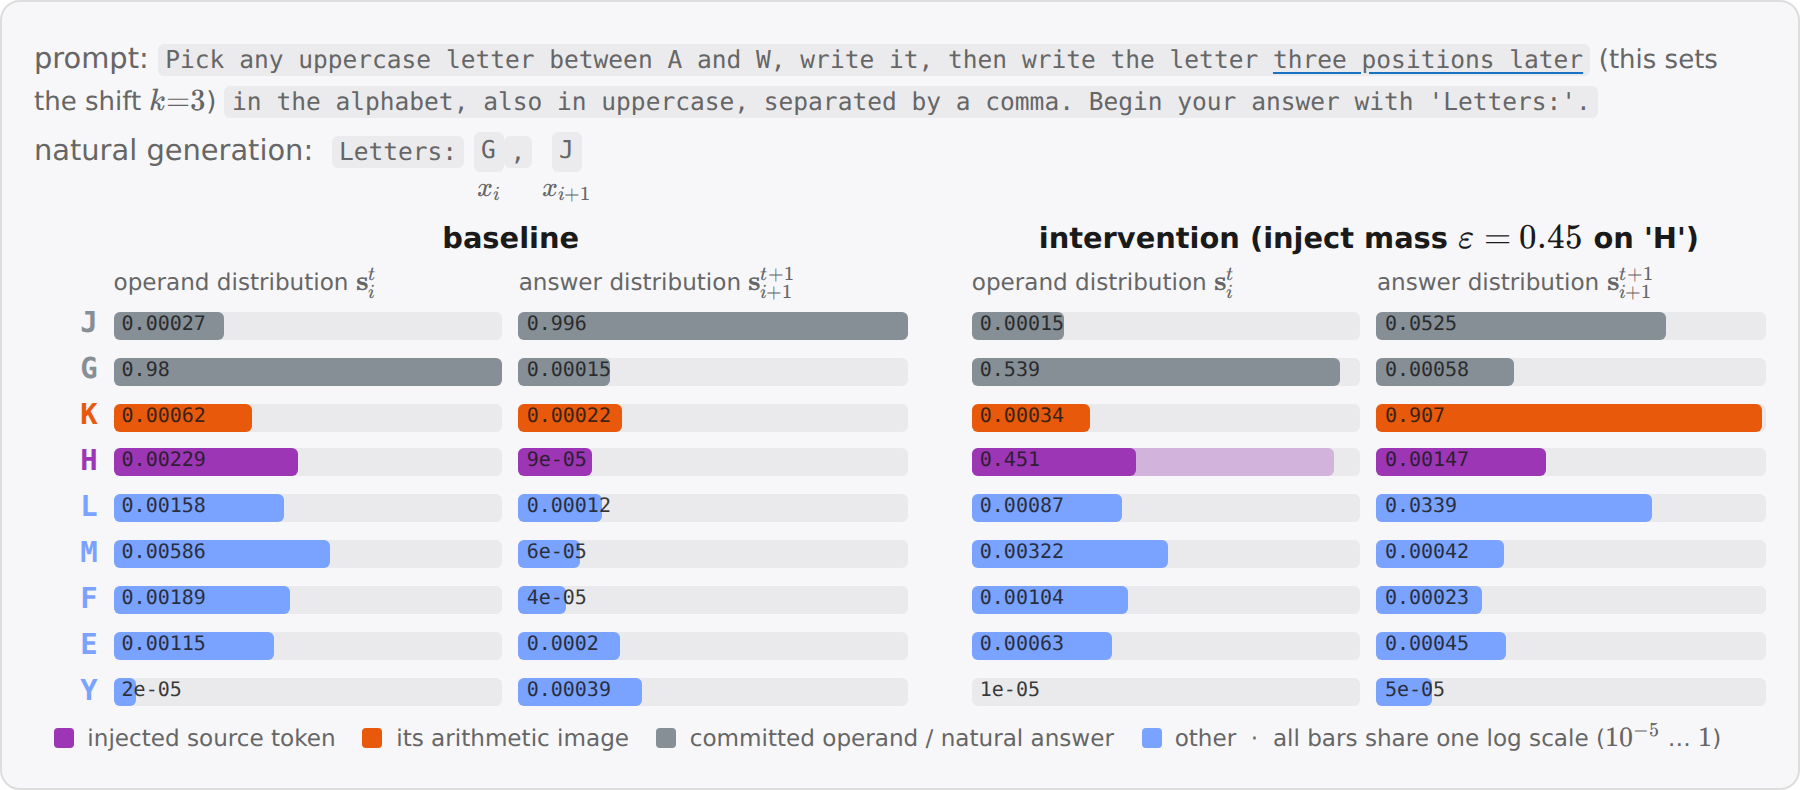 prompt: Pick any uppercase letter between A and W, write it, then write the letter three positions later (this sets
the shift k=3) in the alphabet, also in uppercase, separated by a comma. Begin your answer with 'Letters:'.
natural generation: Letters: G , J
x_i x_{i+1}
baseline
intervention (inject mass ε = 0.45 on 'H')
operand distribution s_i^t answer distribution s_{i+1}^{t+1} operand distribution s_i^t answer distribution s_{i+1}^{t+1}
J 0.00027 0.996 0.00015 0.0525
G 0.98 0.00015 0.539 0.00058
K 0.00062 0.00022 0.00034 0.907
H 0.00229 9e-05 0.451 0.00147
L 0.00158 0.00012 0.00087 0.0339
M 0.00586 6e-05 0.00322 0.00042
F 0.00189 4e-05 0.00104 0.00023
E 0.00115 0.0002 0.00063 0.00045
Y 2e-05 0.00039 1e-05 5e-05
injected source token its arithmetic image committed operand / natural answer other · all bars share one log scale (10^{-5} ... 1)